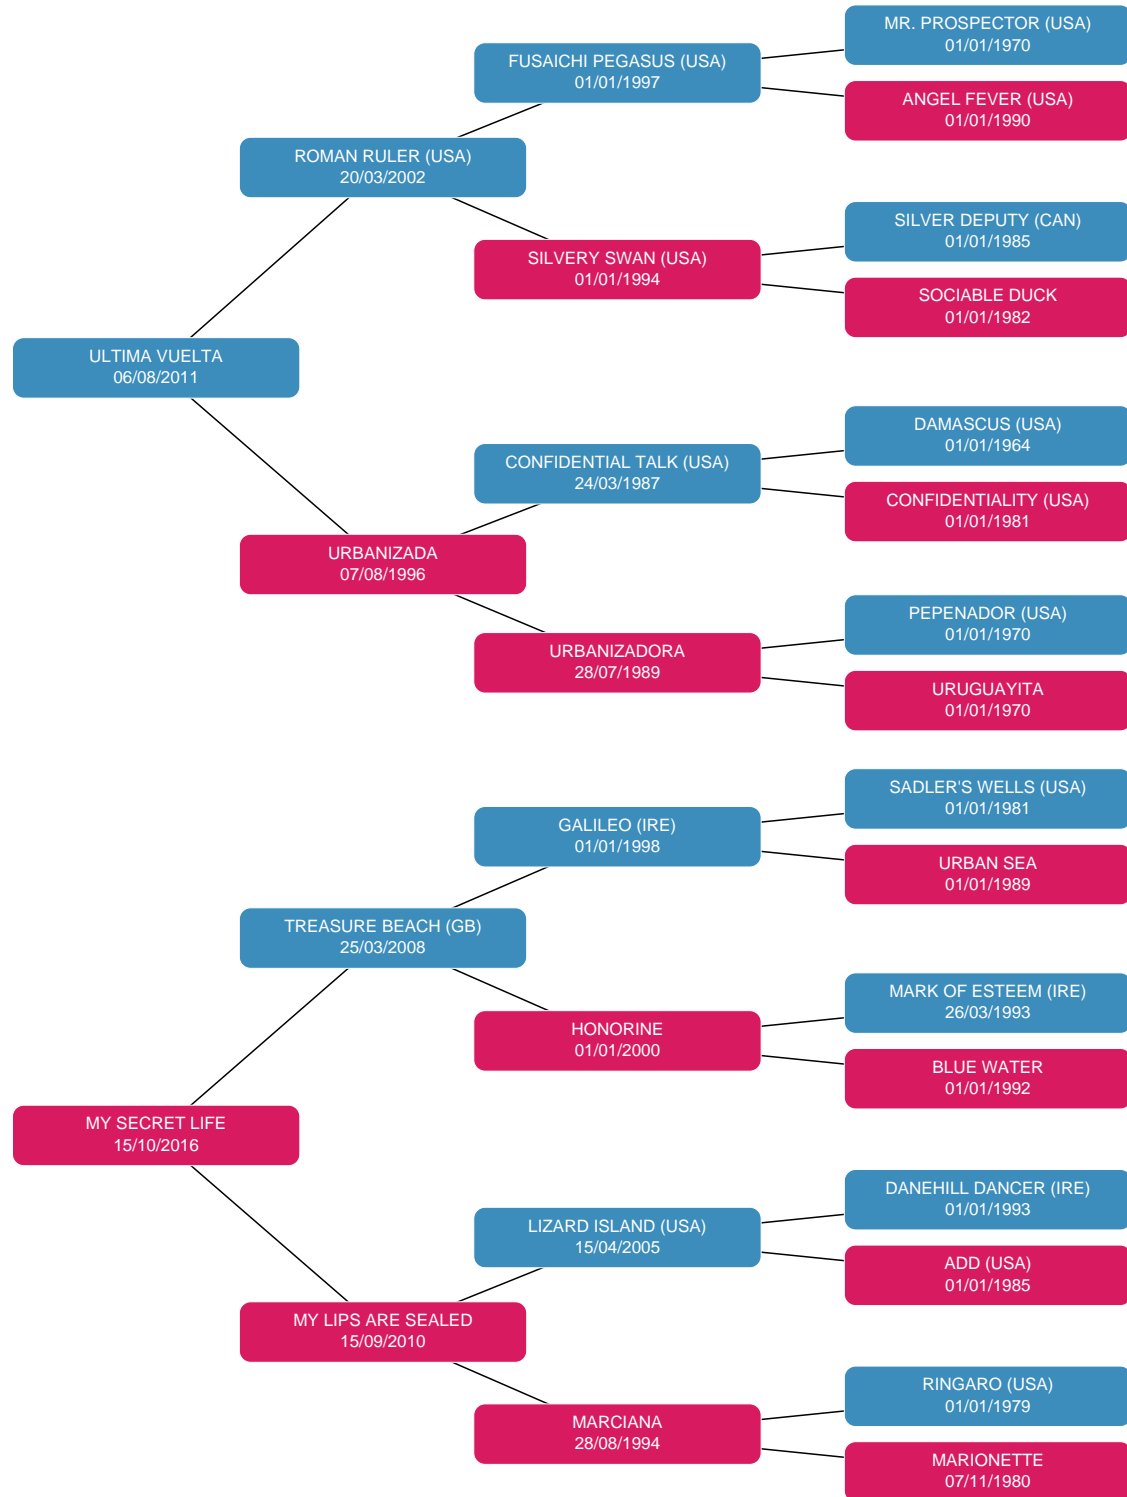 MR. PROSPECTOR (USA)
01/01/1970
FUSAICHI PEGASUS (USA)
01/01/1997
ANGEL FEVER (USA)
01/01/1990
ROMAN RULER (USA)
20/03/2002
SILVER DEPUTY (CAN)
01/01/1985
SILVERY SWAN (USA)
01/01/1994
SOCIABLE DUCK
01/01/1982
ULTIMA VUELTA
06/08/2011
DAMASCUS (USA)
01/01/1964
CONFIDENTIAL TALK (USA)
24/03/1987
CONFIDENTIALITY (USA)
01/01/1981
URBANIZADA
07/08/1996
PEPENADOR (USA)
01/01/1970
URBANIZADORA
28/07/1989
URUGUAYITA
01/01/1970
SADLER'S WELLS (USA)
01/01/1981
GALILEO (IRE)
01/01/1998
URBAN SEA
01/01/1989
TREASURE BEACH (GB)
25/03/2008
MARK OF ESTEEM (IRE)
26/03/1993
HONORINE
01/01/2000
BLUE WATER
01/01/1992
MY SECRET LIFE
15/10/2016
DANEHILL DANCER (IRE)
01/01/1993
LIZARD ISLAND (USA)
15/04/2005
ADD (USA)
01/01/1985
MY LIPS ARE SEALED
15/09/2010
RINGARO (USA)
01/01/1979
MARCIANA
28/08/1994
MARIONETTE
07/11/1980